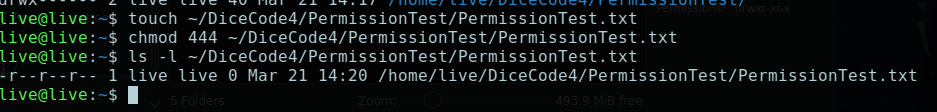 drwx------ 2 live live 40 Mar 21 14:17 /home/live/DiceCode4/PermissionTest/
live@live:~$ touch ~/DiceCode4/PermissionTest/PermissionTest.txt
live@live:~$ chmod 444 ~/DiceCode4/PermissionTest/PermissionTest.txt
live@live:~$ ls -l ~/DiceCode4/PermissionTest/PermissionTest.txt
-r--r--r-- 1 live live 0 Mar 21 14:20 /home/live/DiceCode4/PermissionTest/PermissionTest.txt
live@live:~$
5 Folders Zoom: 493.9 MiB free